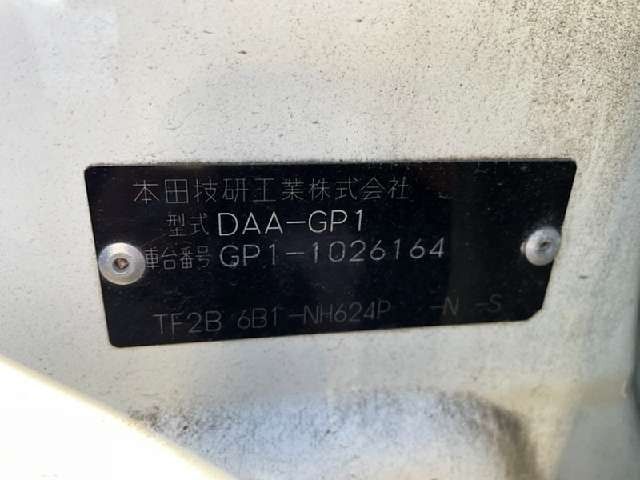 本田技研工業株式会社
型式 DAA-GP1
車台番号 GP1-1026164
TF2B 6B1-NH624P -N -S